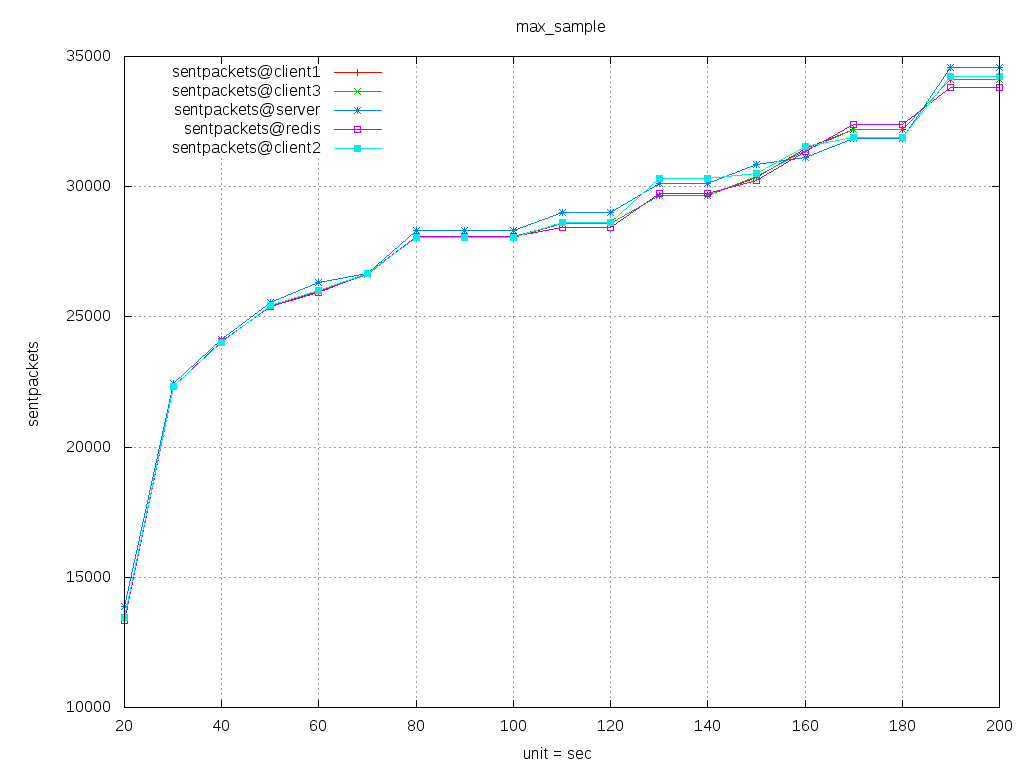 max_sample
35000
30000
25000
20000
15000
10000
sentpackets
sentpackets@client1
sentpackets@client3
sentpackets@server
sentpackets@redis
sentpackets@client2
20 40 60 80 100 120 140 160 180 200
unit = sec